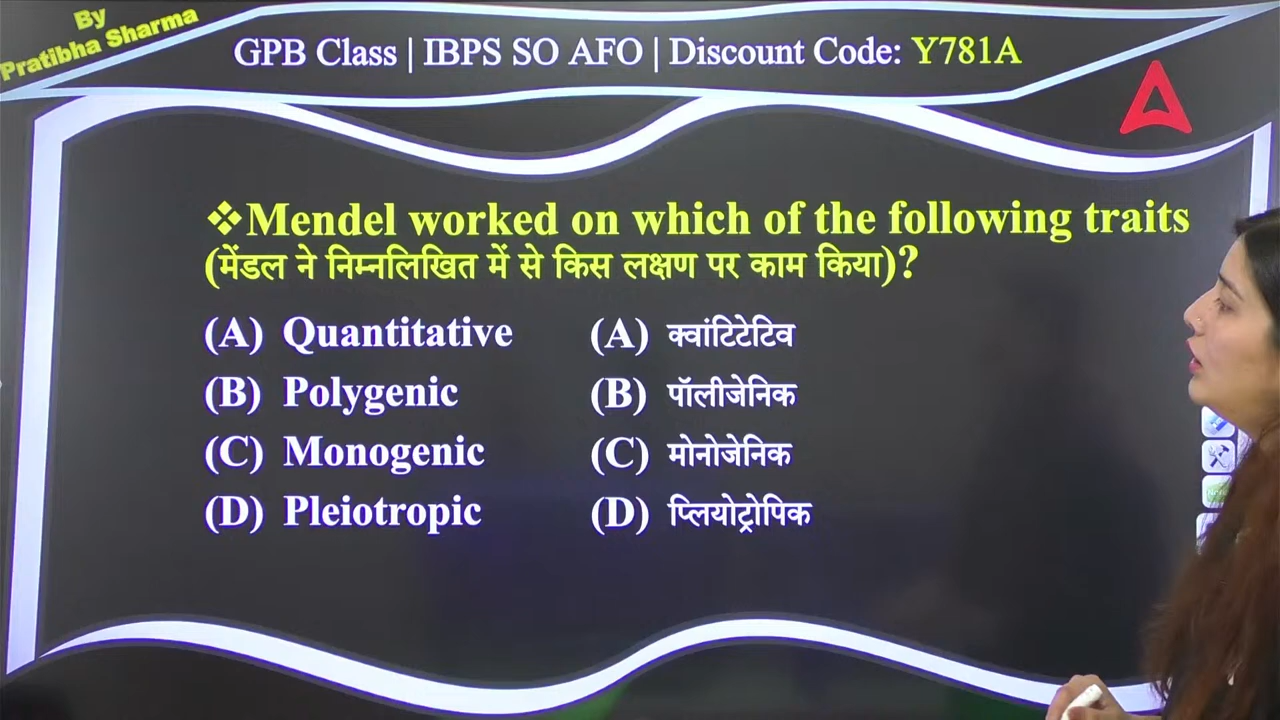 By
Pratibha Sharma
GPB Class | IBPS SO AFO | Discount Code: Y781A
❖Mendel worked on which of the following traits
(मेंडल ने निम्नलिखित में से किस लक्षण पर काम किया)?
(A) Quantitative (A) क्वांटिटेटिव
(B) Polygenic (B) पॉलीजेनिक
(C) Monogenic (C) मोनोजेनिक
(D) Pleiotropic (D) प्लियोट्रोपिक